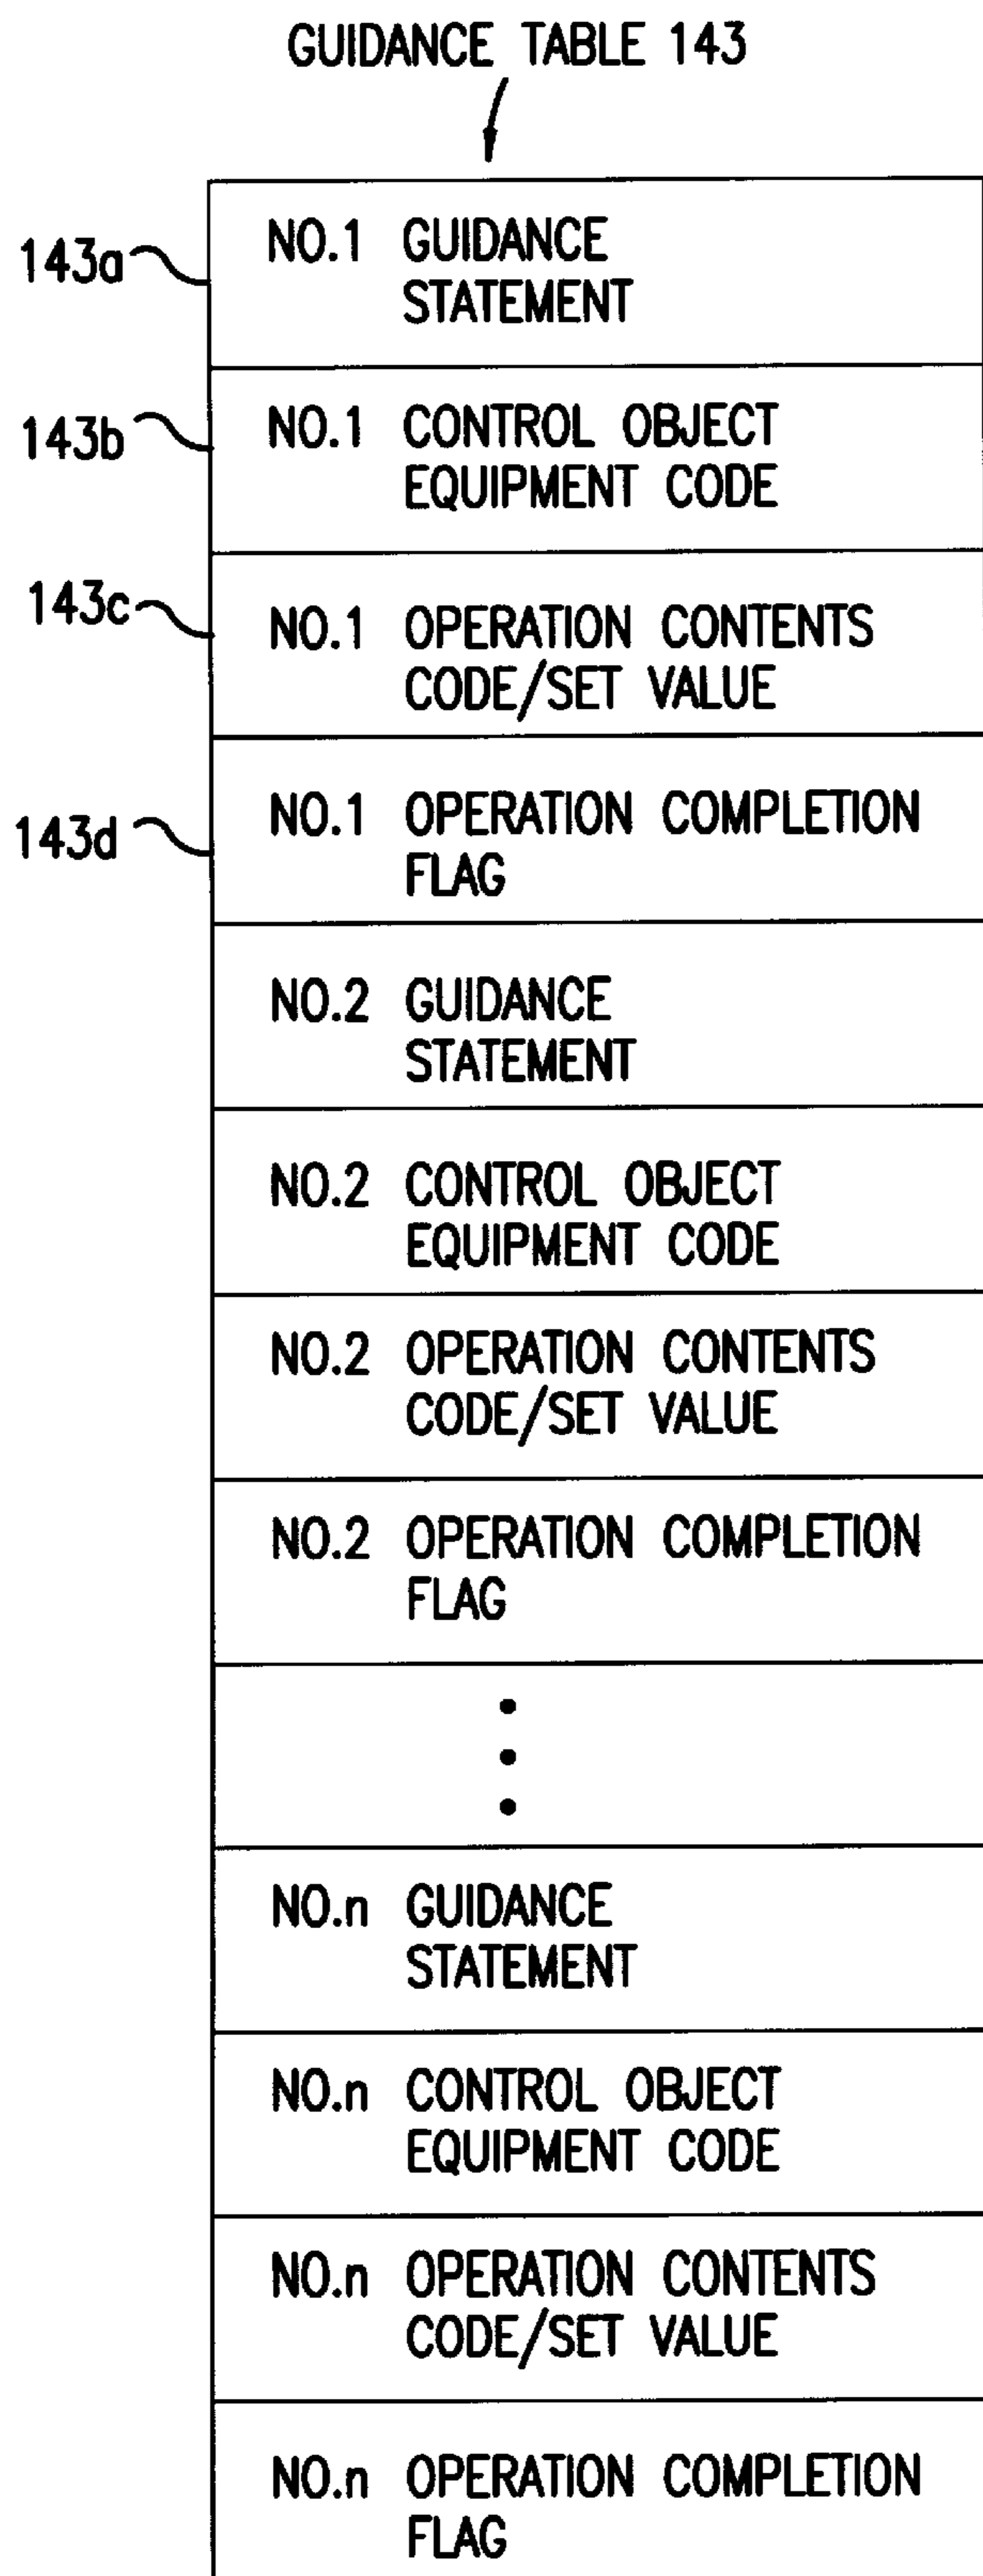 GUIDANCE TABLE 143
143a
NO.1 GUIDANCE
STATEMENT
143b
NO.1 CONTROL OBJECT
EQUIPMENT CODE
143c
NO.1 OPERATION CONTENTS
CODE/SET VALUE
143d
NO.1 OPERATION COMPLETION
FLAG
NO.2 GUIDANCE
STATEMENT
NO.2 CONTROL OBJECT
EQUIPMENT CODE
NO.2 OPERATION CONTENTS
CODE/SET VALUE
NO.2 OPERATION COMPLETION
FLAG
NO.n GUIDANCE
STATEMENT
NO.n CONTROL OBJECT
EQUIPMENT CODE
NO.n OPERATION CONTENTS
CODE/SET VALUE
NO.n OPERATION COMPLETION
FLAG